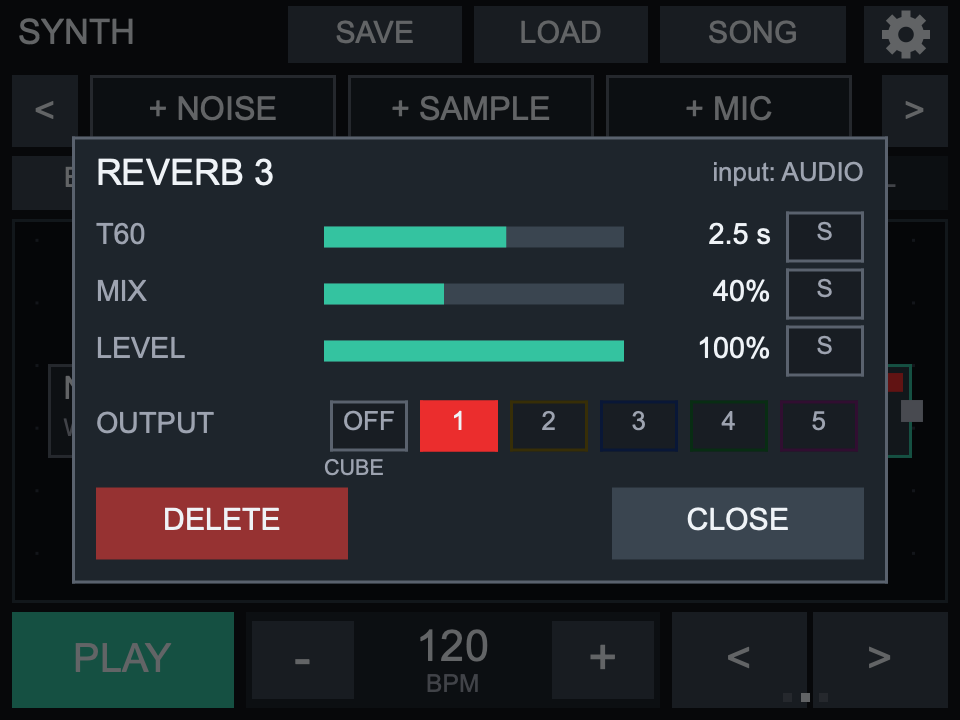 SYNTH SAVE LOAD SONG
< + NOISE + SAMPLE + MIC >
REVERB 3 input: AUDIO
T60 2.5 s S
MIX 40% S
LEVEL 100% S
OUTPUT OFF 1 2 3 4 5
CUBE
DELETE CLOSE
PLAY - 120 + < >
BPM